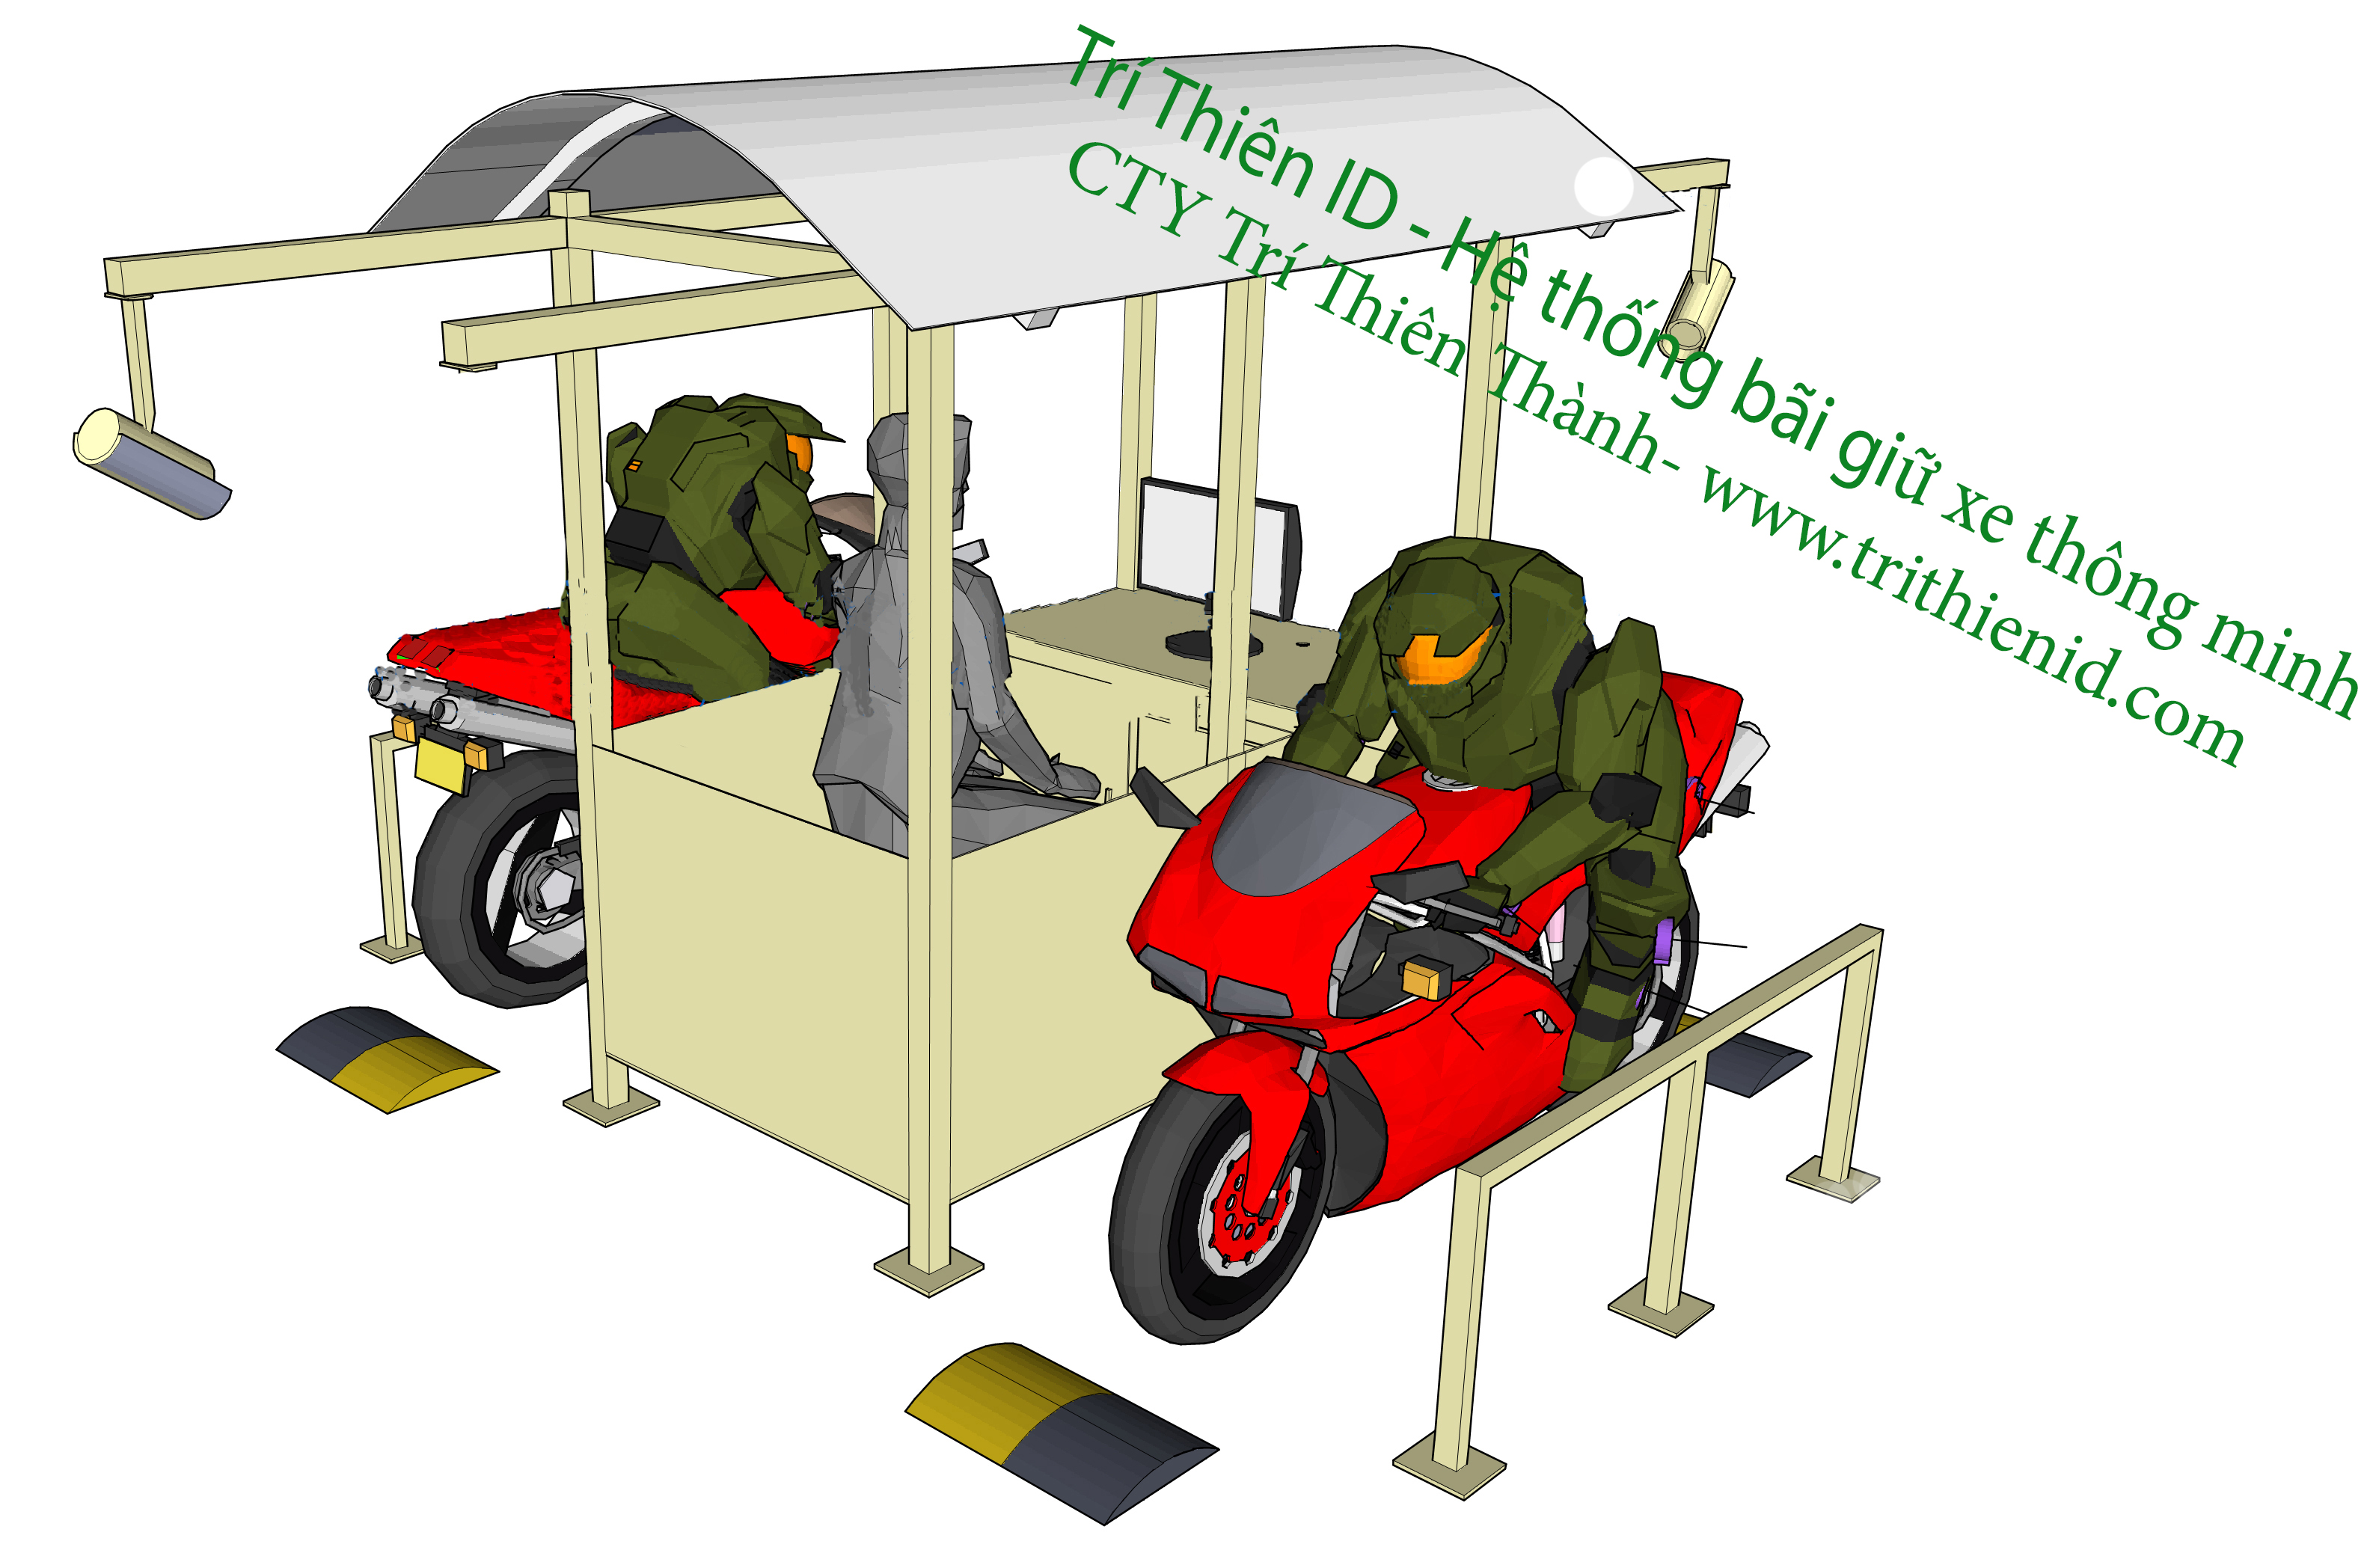 Trí Thiên ID - Hệ thống bãi giữ xe thông minh
CTY Trí Thiên Thành- www.trithienid.com